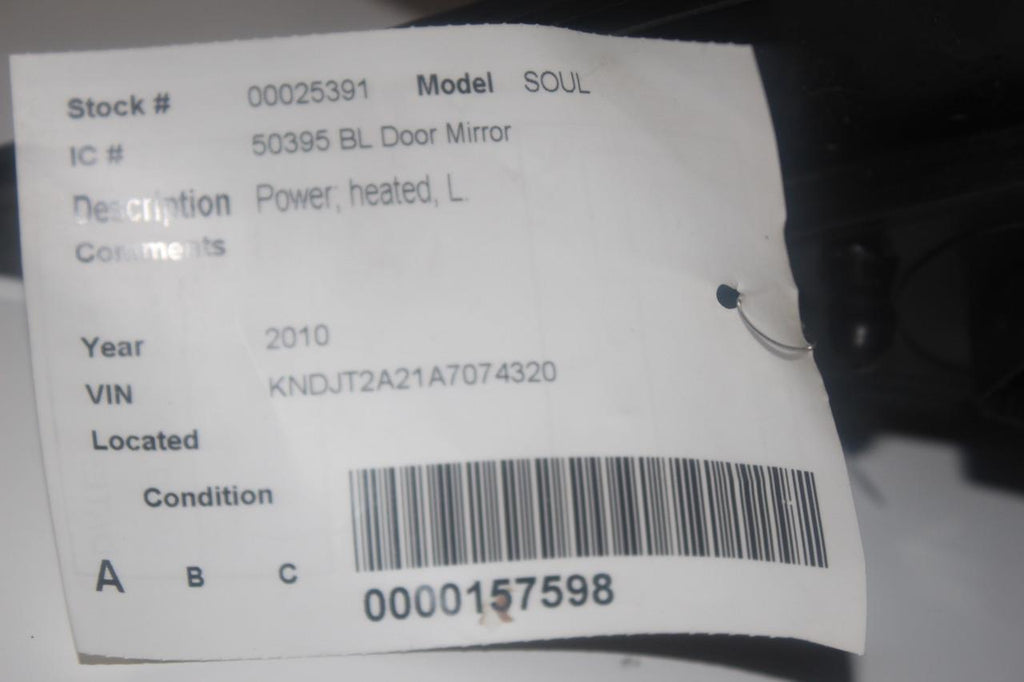 Stock # 00025391 Model SOUL
IC # 50395 BL Door Mirror
Description Power, heated, L.
Comments
Year 2010
VIN KNDJT2A21A7074320
Located
Condition
A B C
0000157598